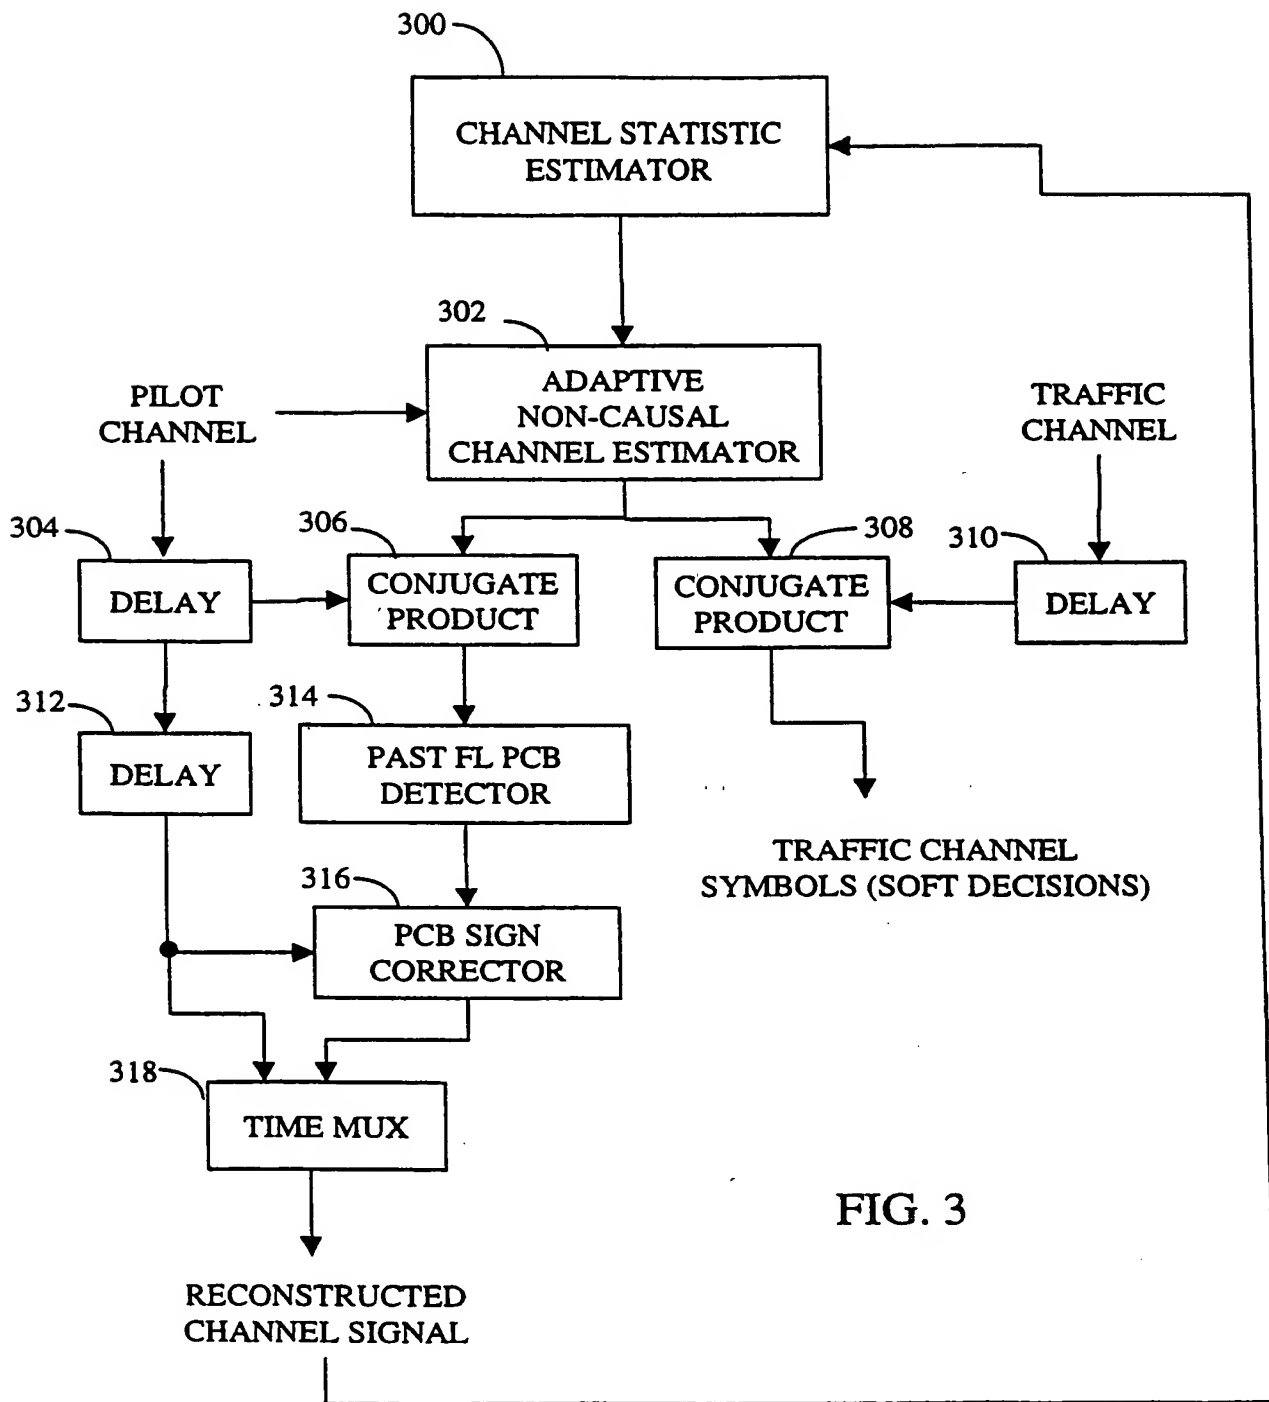 300
CHANNEL STATISTIC
ESTIMATOR
302
ADAPTIVE
NON-CAUSAL
CHANNEL ESTIMATOR
PILOT
CHANNEL
TRAFFIC
CHANNEL
304
DELAY
306
CONJUGATE
PRODUCT
308
CONJUGATE
PRODUCT
310
DELAY
312
DELAY
314
PAST FL PCB
DETECTOR
TRAFFIC CHANNEL
SYMBOLS (SOFT DECISIONS)
316
PCB SIGN
CORRECTOR
318
TIME MUX
FIG. 3
RECONSTRUCTED
CHANNEL SIGNAL